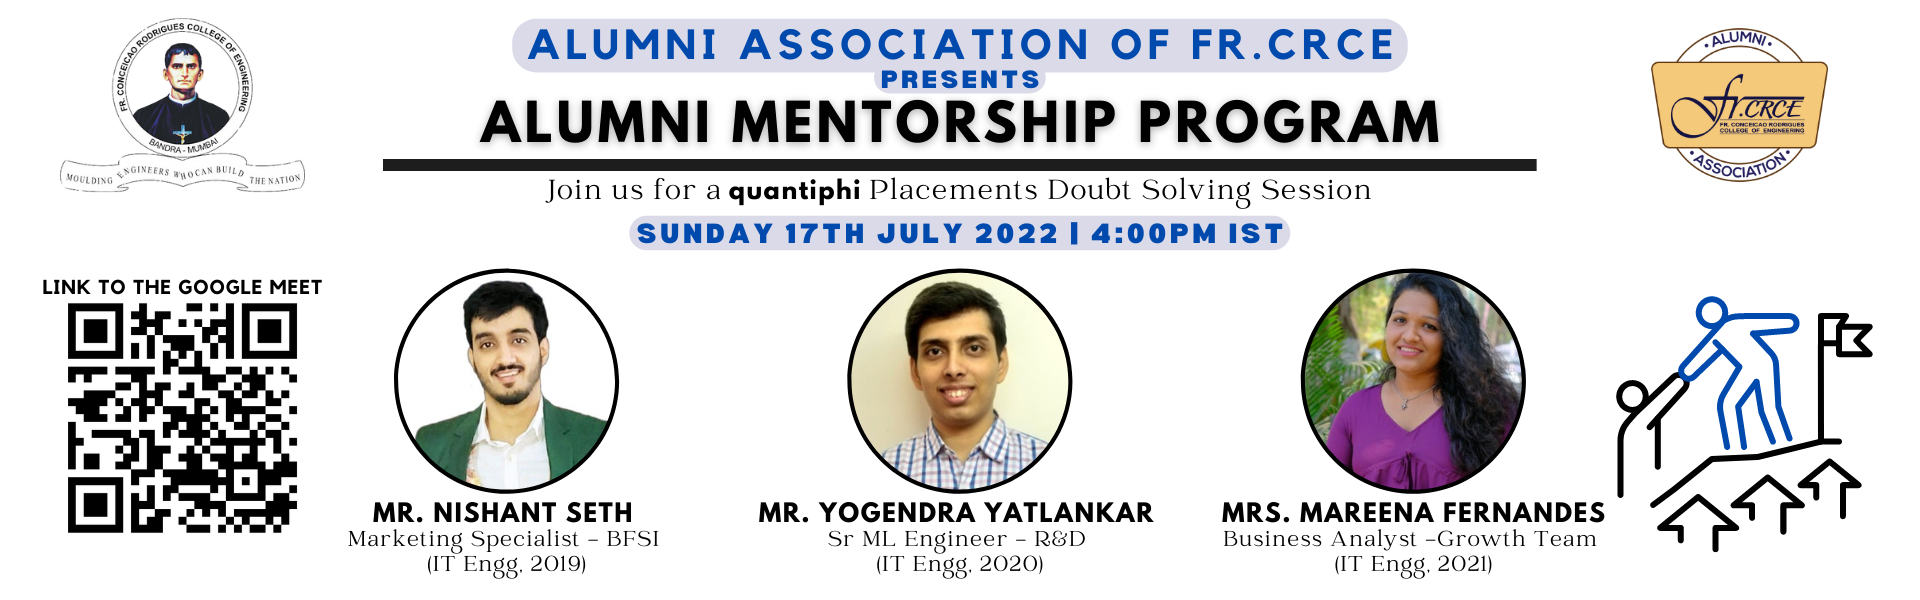 FR. CONCEICAO RODRIGUES COLLEGE OF ENGINEERING
BANDRA - MUMBAI
MOULDING ENGINEERS WHO CAN BUILD THE NATION
ALUMNI ASSOCIATION OF FR.CRCE
PRESENTS
ALUMNI MENTORSHIP PROGRAM
Join us for a quantiphi Placements Doubt Solving Session
SUNDAY 17TH JULY 2022 | 4:00PM IST
• ALUMNI •
Fr.CRCE
FR. CONCEICAO RODRIGUES
COLLEGE OF ENGINEERING
• ASSOCIATION •
LINK TO THE GOOGLE MEET
MR. NISHANT SETH
Marketing Specialist - BFSI
(IT Engg, 2019)
MR. YOGENDRA YATLANKAR
Sr ML Engineer - R&D
(IT Engg, 2020)
MRS. MAREENA FERNANDES
Business Analyst -Growth Team
(IT Engg, 2021)